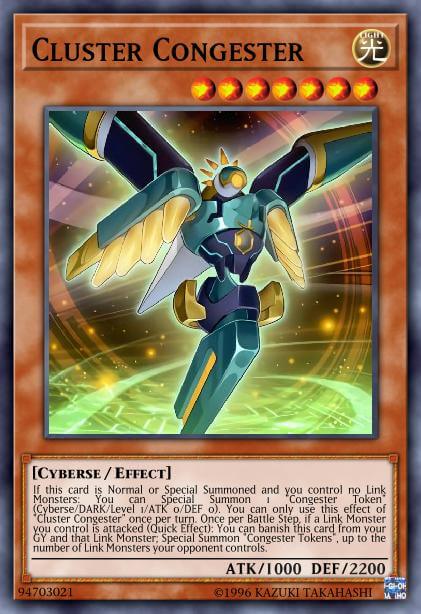 Cluster Congester
LIGHT
光
[Cyberse / Effect]
If this card is Normal or Special Summoned and you control no Link
Monsters: You can Special Summon 1 "Congester Token"
(Cyberse/DARK/Level 1/ATK 0/DEF 0). You can only use this effect
of "Cluster Congester" once per turn. Once per Battle Step, if a Link Monster
you control is attacked (Quick Effect): You can banish this card from your
GY and that Link Monster; Special Summon "Congester Tokens", up to
the number of Link Monsters your opponent controls.
ATK/1000 DEF/2200
94703021 ©1996 KAZUKI TAKAHASHI